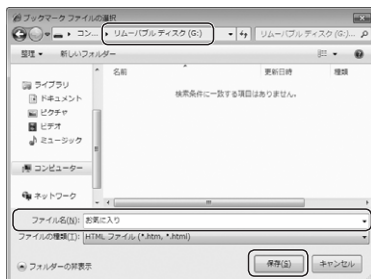 ブックマーク ファイルの選択
コン... リムーバブル ディスク (G:)
リムーバブル ディスク (G:)...
整理
新しいフォルダー
名前
更新日時
種類
検索条件に一致する項目はありません。
ライブラリ
ドキュメント
ピクチャ
ビデオ
ミュージック
コンピューター
ネットワーク
ファイル名(N): お気に入り
ファイルの種類(T): HTML ファイル (*.htm, *.html)
フォルダーの非表示
保存(S)
キャンセル